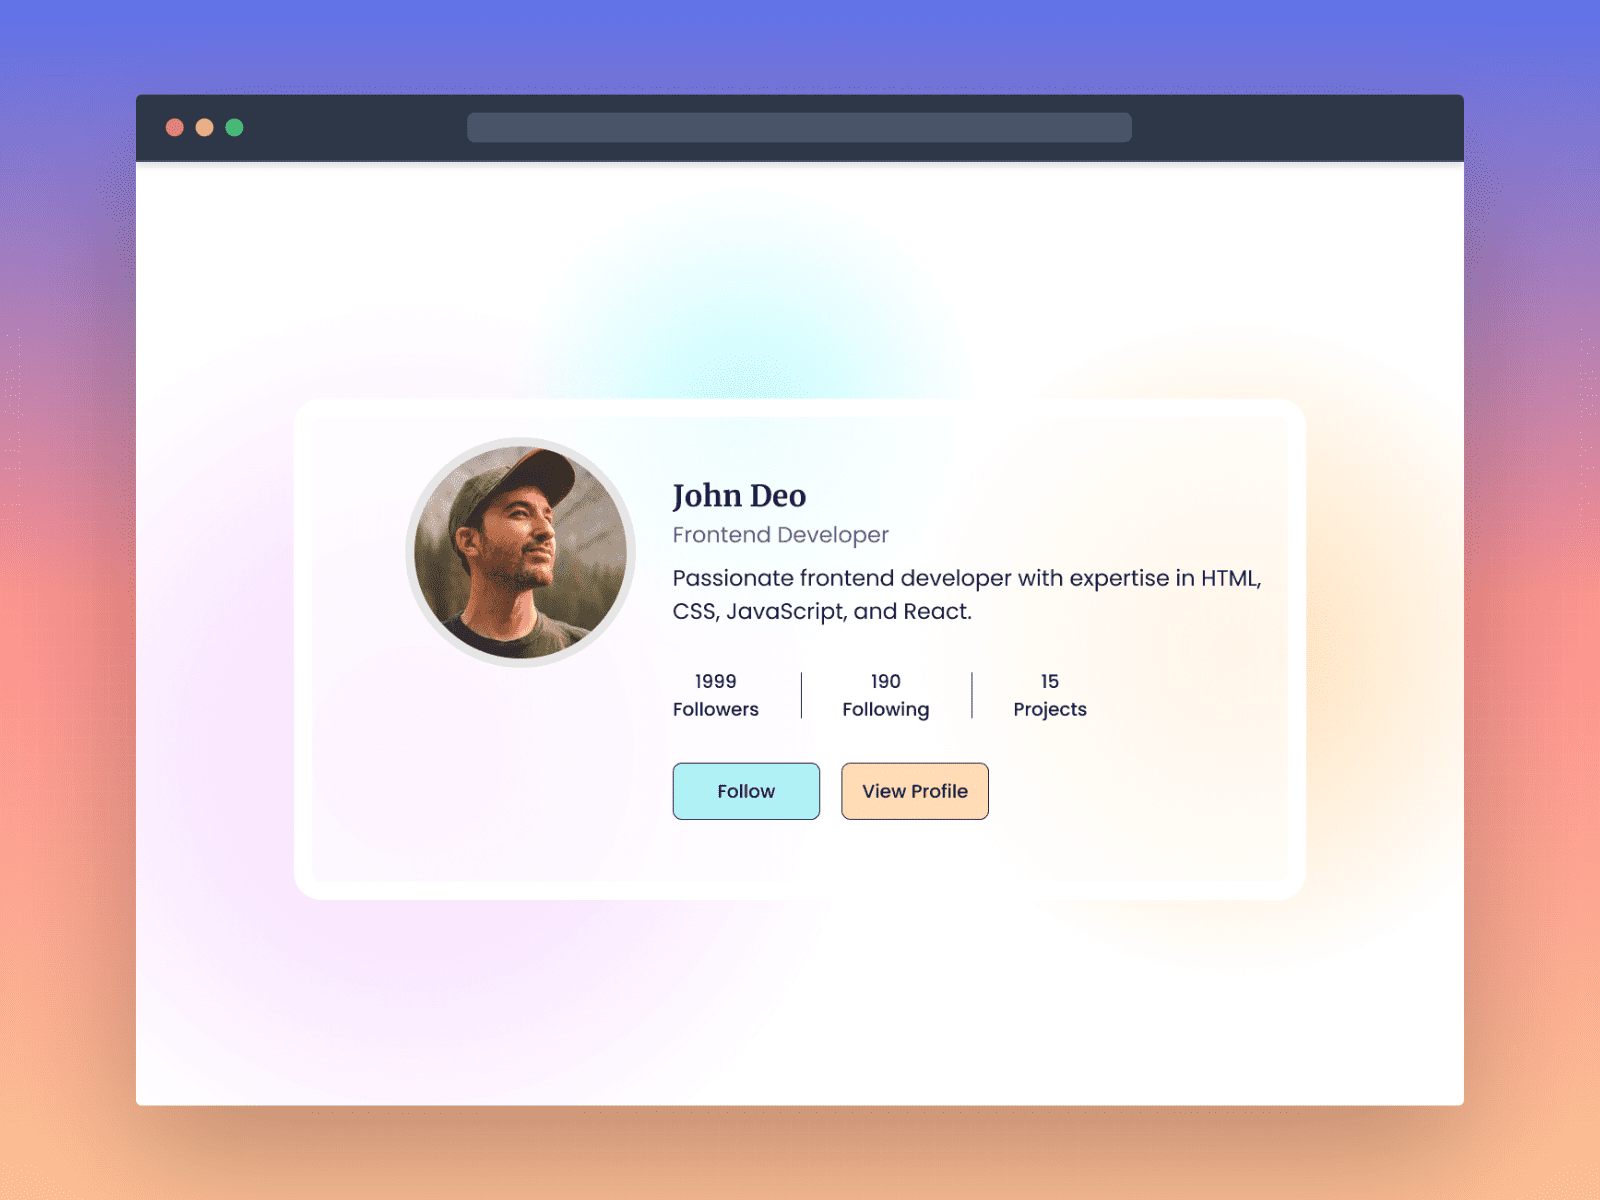 John Deo
Frontend Developer
Passionate frontend developer with expertise in HTML,
CSS, JavaScript, and React.
1999
Followers
190
Following
15
Projects
Follow
View Profile